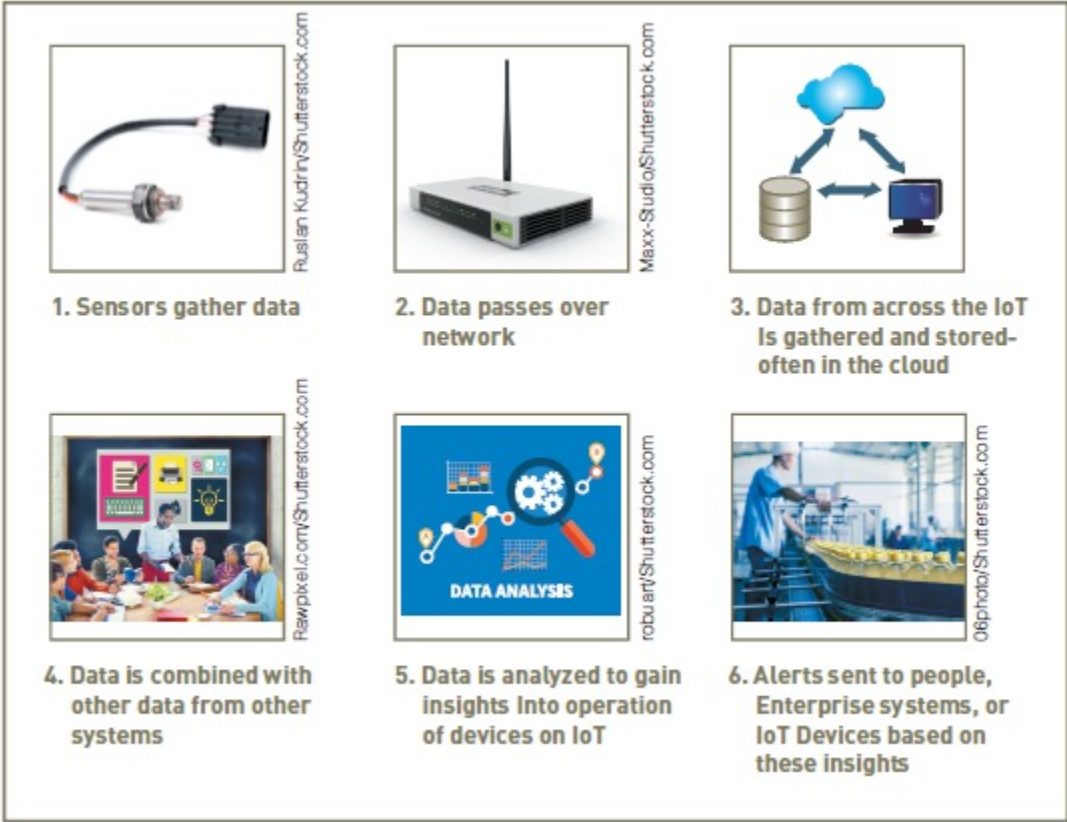 Ruslan Kudrin/Shutterstock.com
1. Sensors gather data
Maxx-Studio/Shutterstock.com
2. Data passes over
network
3. Data from across the IoT
Is gathered and stored-
often in the cloud
Rawpixel.com/Shutterstock.com
4. Data is combined with
other data from other
systems
DATA ANALYSIS
robuart/Shutterstock.com
5. Data is analyzed to gain
insights Into operation
of devices on IoT
06photo/Shutterstock.com
6. Alerts sent to people,
Enterprise systems, or
IoT Devices based on
these insights